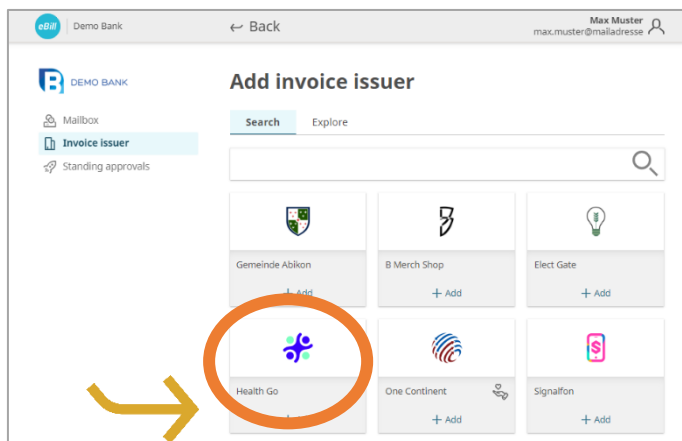 eBill Demo Bank
← Back
Max Muster
max.muster@mailadresse
DEMO BANK
Mailbox
Invoice issuer
Standing approvals
Add invoice issuer
Search Explore
Gemeinde Abikon
B Merch Shop
Elect Gate
+ Add
+ Add
+ Add
Health Go
One Continent
Signalfon
+ Add
+ Add
+ Add